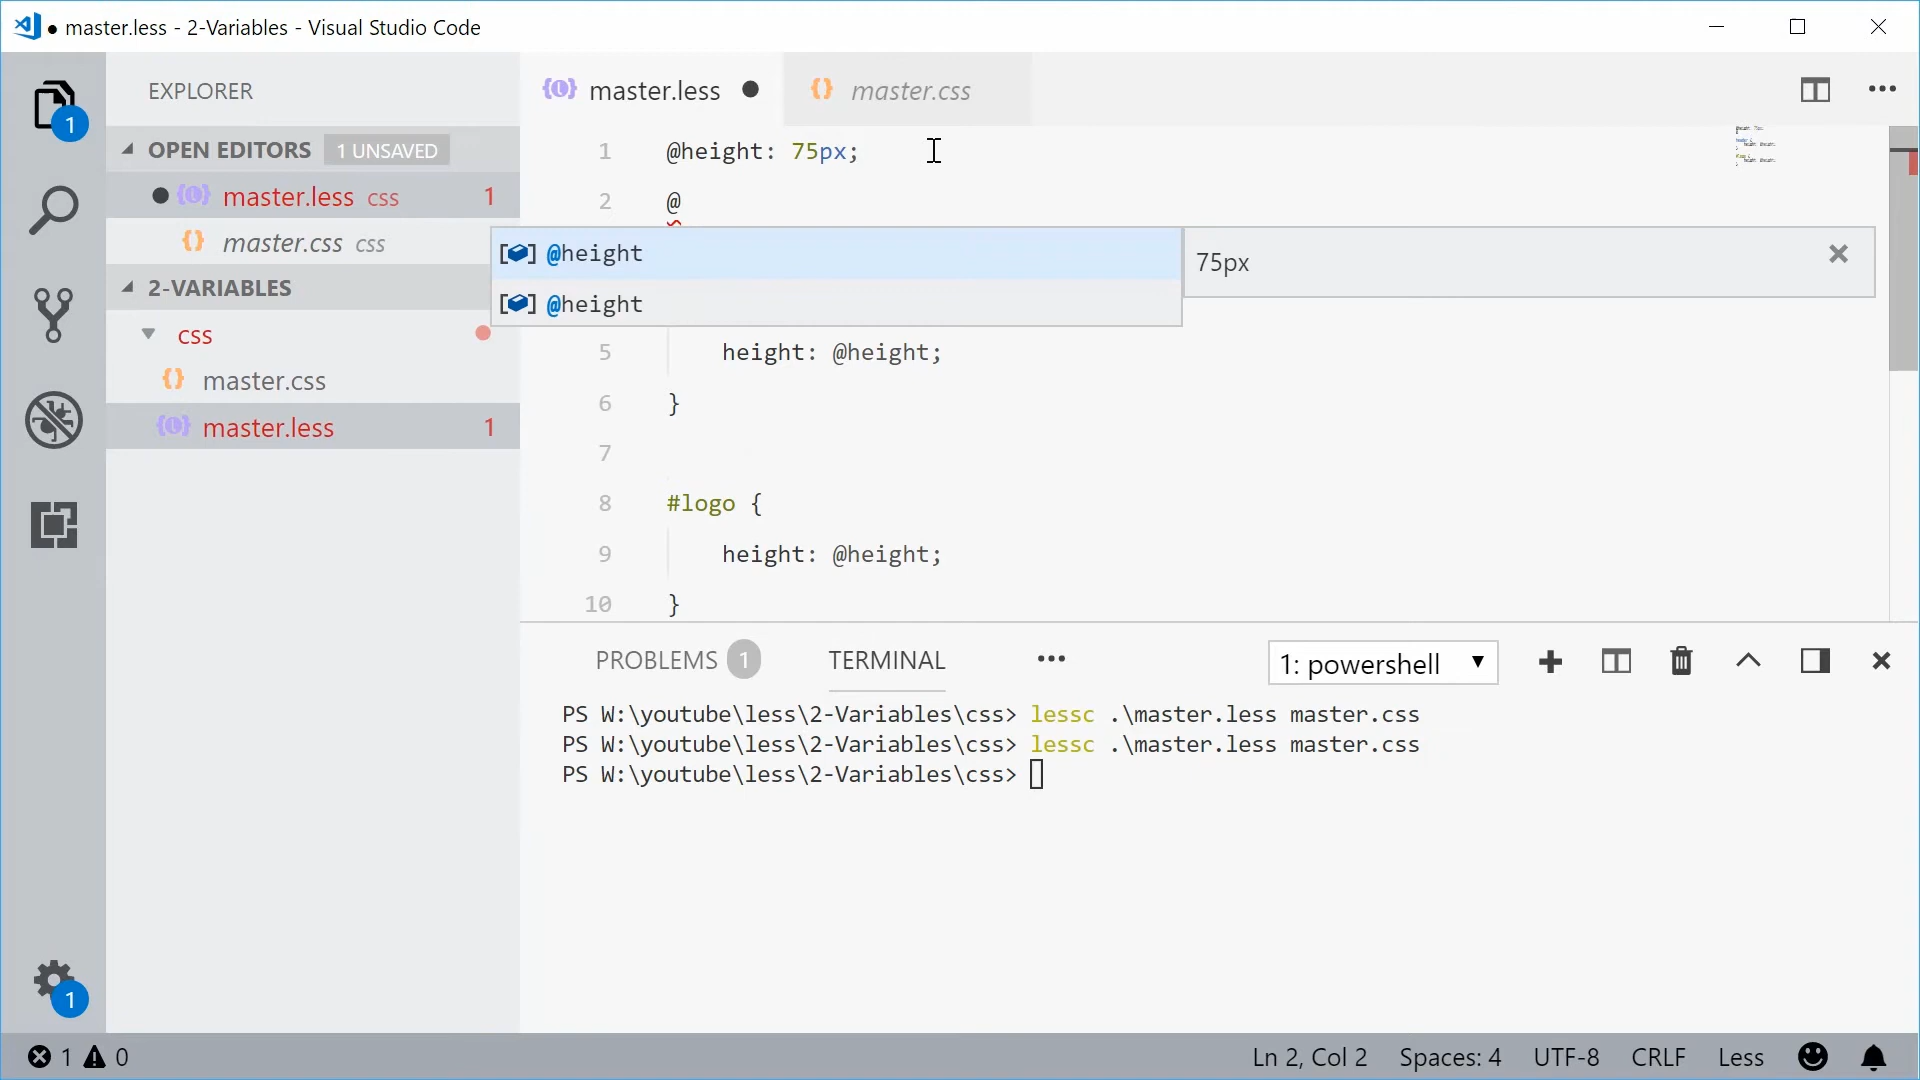 ● master.less - 2-Variables - Visual Studio Code
EXPLORER
master.less ●
master.css
1
OPEN EDITORS 1 UNSAVED
master.less css 1
master.css css
2-VARIABLES
css
master.css
master.less 1
1 @height: 75px;
2 @
@height
75px
@height
5 height: @height;
6 }
7
8 #logo {
9 height: @height;
10 }
PROBLEMS 1 TERMINAL ••• 1: powershell
PS W:\youtube\less\2-Variables\css> lessc .\master.less master.css
PS W:\youtube\less\2-Variables\css> lessc .\master.less master.css
PS W:\youtube\less\2-Variables\css>
1
1 0 Ln 2, Col 2 Spaces: 4 UTF-8 CRLF Less